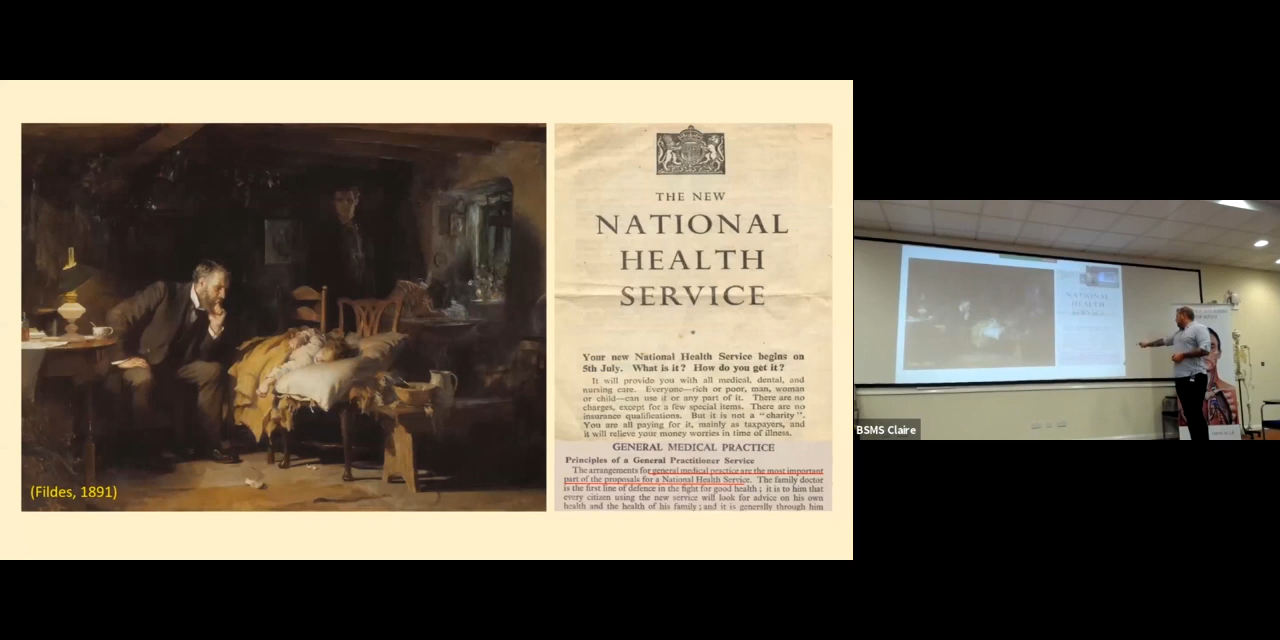 (Fildes, 1891)
THE NEW
NATIONAL
HEALTH
SERVICE
Your new National Health Service begins on
5th July. What is it? How do you get it?
It will provide you with all medical, dental, and
nursing care. Everyone—rich or poor, man, woman
or child—can use it or any part of it. There are no
charges, except for a few special items. There are no
insurance qualifications. But it is not a “charity”.
You are all paying for it, mainly as taxpayers, and
it will relieve your money worries in time of illness.
GENERAL MEDICAL PRACTICE
Principles of a General Practitioner Service
The arrangements for general medical practice are the most important
part of the proposals for a National Health Service. The family doctor
is the first line of defence in the fight for good health ; it is to him that
every citizen using the new service will look for advice on his own
health and the health of his family ; and it is generally through him
NATIONAL
HEALTH
SERVICE
BSMS Claire